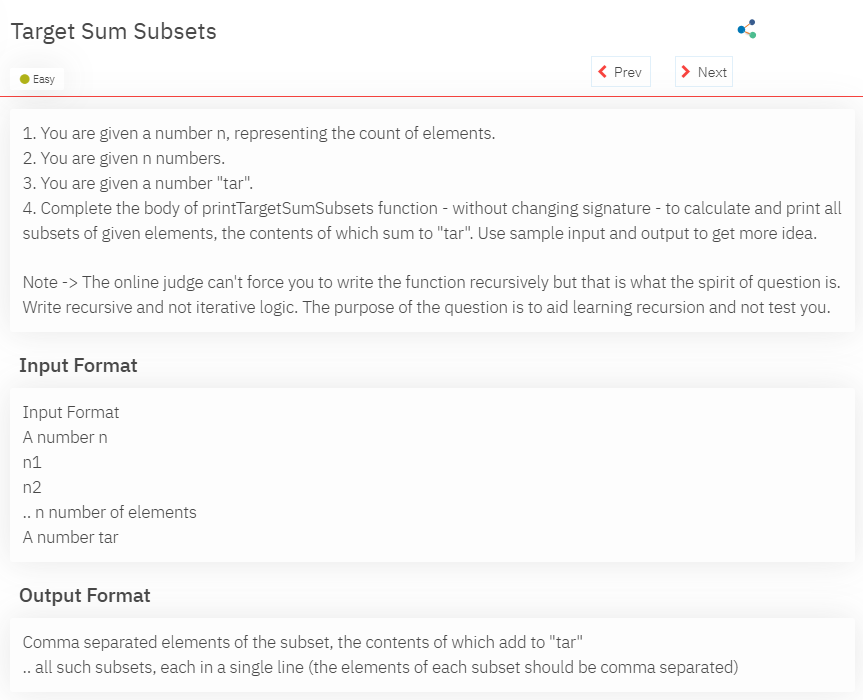 Target Sum Subsets
Easy
Prev
Next
1. You are given a number n, representing the count of elements.
2. You are given n numbers.
3. You are given a number "tar".
4. Complete the body of printTargetSumSubsets function - without changing signature - to calculate and print all
subsets of given elements, the contents of which sum to "tar". Use sample input and output to get more idea.
Note -> The online judge can't force you to write the function recursively but that is what the spirit of question is.
Write recursive and not iterative logic. The purpose of the question is to aid learning recursion and not test you.
Input Format
Input Format
A number n
n1
n2
.. n number of elements
A number tar
Output Format
Comma separated elements of the subset, the contents of which add to "tar"
.. all such subsets, each in a single line (the elements of each subset should be comma separated)